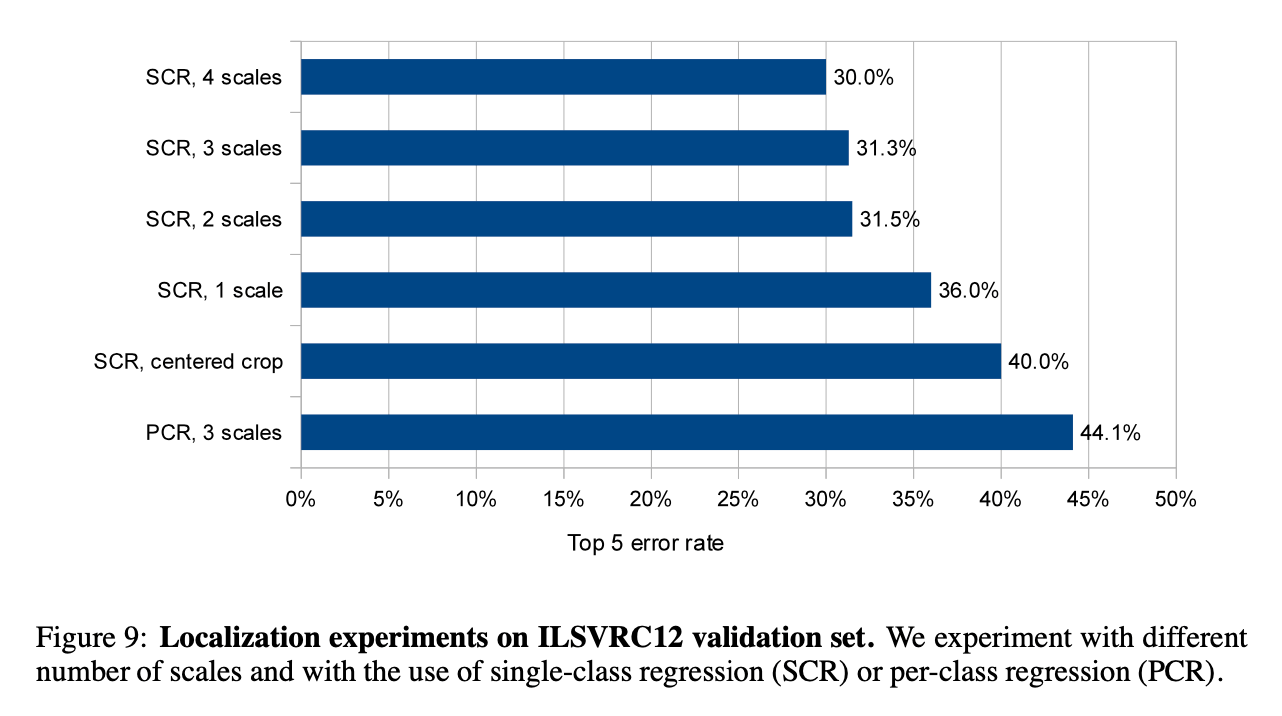 SCR, 4 scales 30.0%
SCR, 3 scales 31.3%
SCR, 2 scales 31.5%
SCR, 1 scale 36.0%
SCR, centered crop 40.0%
PCR, 3 scales 44.1%
0% 5% 10% 15% 20% 25% 30% 35% 40% 45% 50%
Top 5 error rate
Figure 9: Localization experiments on ILSVRC12 validation set. We experiment with different
number of scales and with the use of single-class regression (SCR) or per-class regression (PCR).